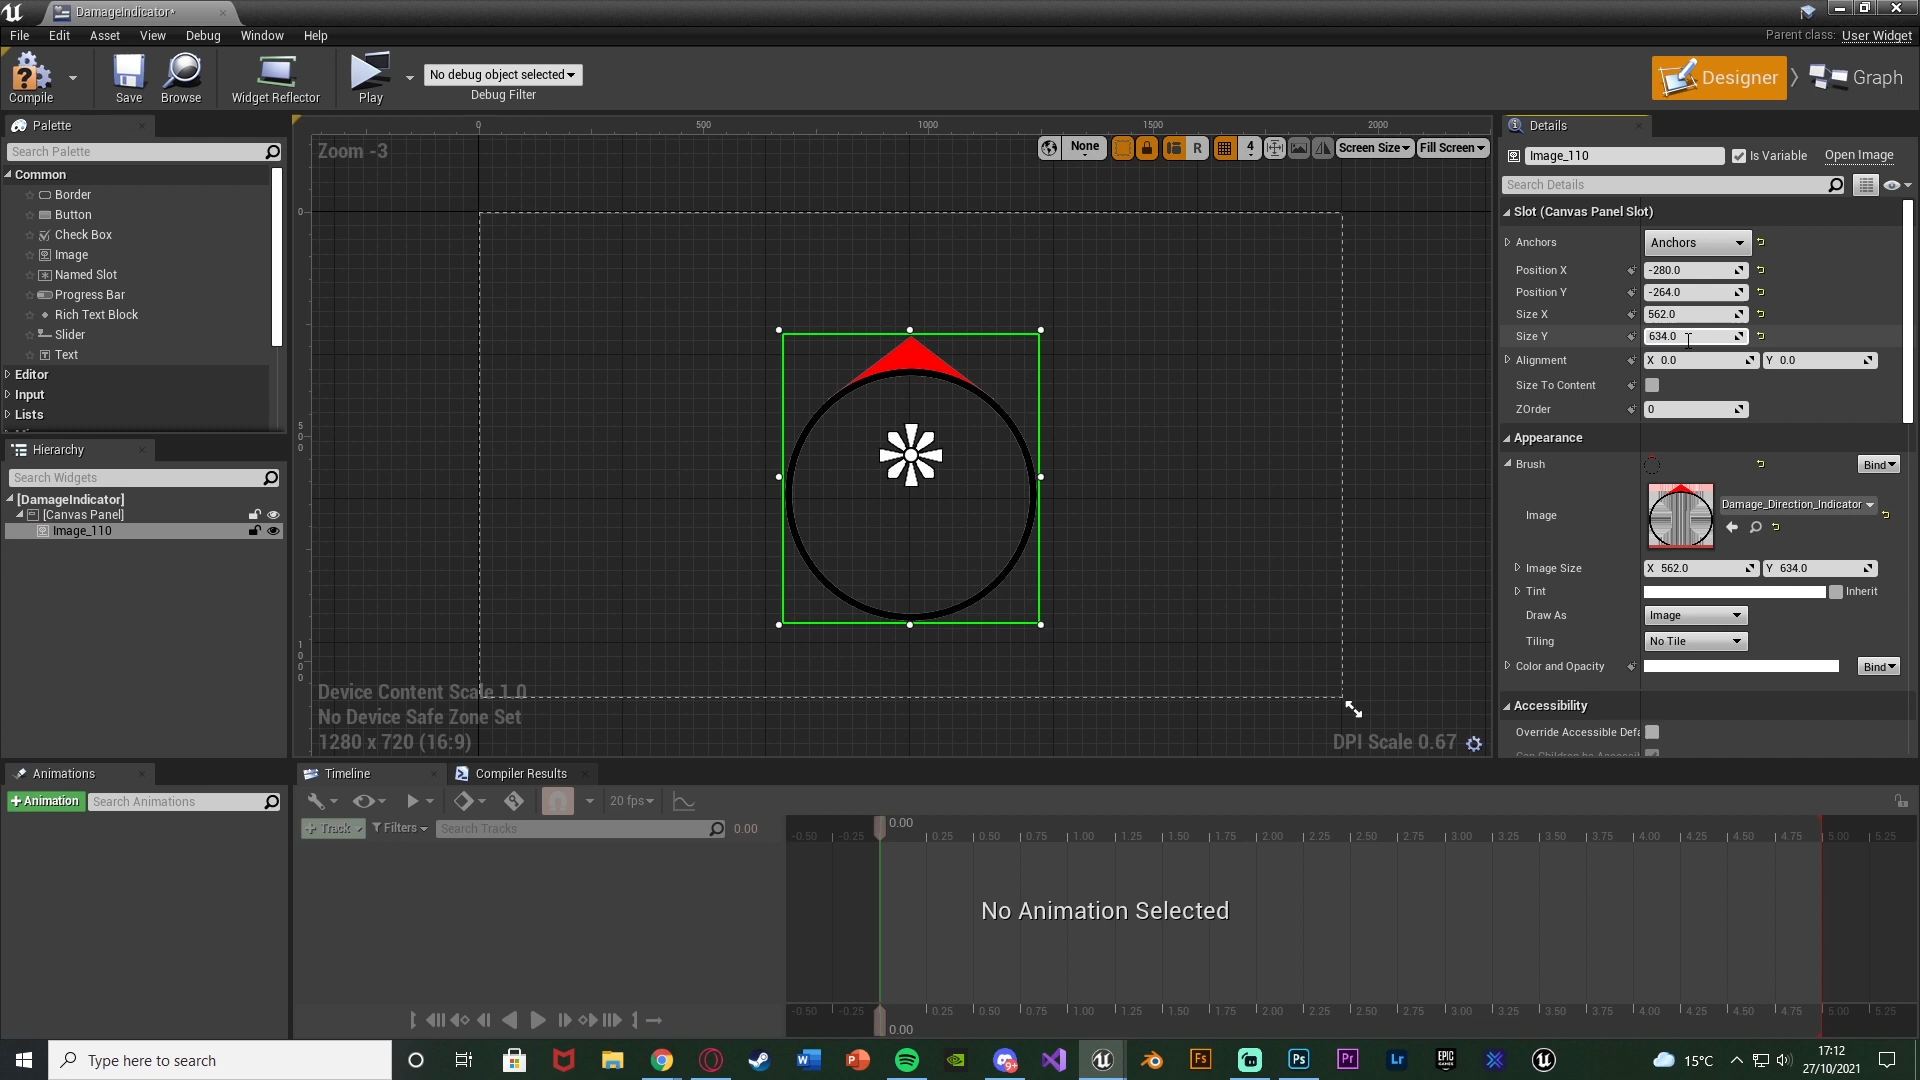 DamageIndicator*
File Edit Asset View Debug Window Help
Parent class: User Widget
Compile Save Browse Widget Reflector Play
No debug object selected
Debug Filter
Designer Graph
Palette
Search Palette
Common
Border
Button
Check Box
Image
Named Slot
Progress Bar
Rich Text Block
Slider
Text
Editor
Input
Lists
Hierarchy
Search Widgets
[DamageIndicator]
[Canvas Panel]
Image_110
0 500 1000 1500 2000
Zoom -3
None R 4 Screen Size Fill Screen
0
500
1000
Device Content Scale 1.0
No Device Safe Zone Set
1280 x 720 (16:9)
DPI Scale 0.67
Details
Image_110 Is Variable Open Image
Search Details
Slot (Canvas Panel Slot)
Anchors Anchors
Position X -280.0
Position Y -264.0
Size X 562.0
Size Y 634.0
Alignment X 0.0 Y 0.0
Size To Content
ZOrder 0
Appearance
Brush Bind
Image Damage_Direction_Indicator
Image Size X 562.0 Y 634.0
Tint Inherit
Draw As Image
Tiling No Tile
Color and Opacity Bind
Accessibility
Override Accessible Defa
Animations
+Animation Search Animations
Timeline Compiler Results
20 fps
+ Track Filters Search Tracks 0.00
0.00
-0.50 -0.25 0.25 0.50 0.75 1.00 1.25 1.50 1.75 2.00 2.25 2.50 2.75 3.00 3.25 3.50 3.75 4.00 4.25 4.50 4.75 5.00 5.25
No Animation Selected
-0.50 -0.25 0.25 0.50 0.75 1.00 1.25 1.50 1.75 2.00 2.25 2.50 2.75 3.00 3.25 3.50 3.75 4.00 4.25 4.50 4.75 5.00 5.25
0.00
Type here to search
15°C
17:12
27/10/2021